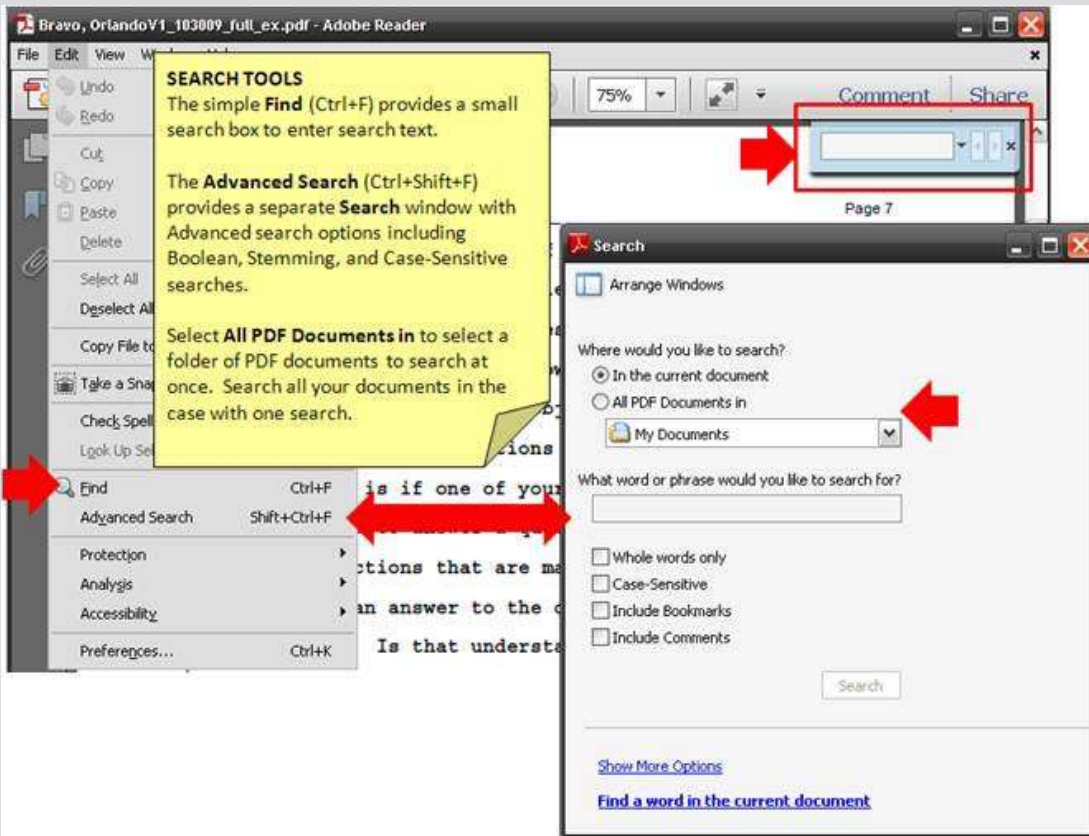 Bravo, OrlandoV1_103009_full_ex.pdf - Adobe Reader
File Edit View
Undo
Redo
Cut
Copy
Paste
Delete
Select All
Deselect All
Copy File to
Take a Snap
Check Spell
Look Up Sel
Find Ctrl+F
Advanced Search Shift+Ctrl+F
Protection
Analysis
Accessibility
Preferences... Ctrl+K
SEARCH TOOLS
The simple Find (Ctrl+F) provides a small
search box to enter search text.
The Advanced Search (Ctrl+Shift+F)
provides a separate Search window with
Advanced search options including
Boolean, Stemming, and Case-Sensitive
searches.
Select All PDF Documents in to select a
folder of PDF documents to search at
once. Search all your documents in the
case with one search.
75%
Comment Share
Page 7
is if one of your
answer a
ctions that are ma
an answer to the
Is that understa
Search
Arrange Windows
Where would you like to search?
In the current document
All PDF Documents in
My Documents
What word or phrase would you like to search for?
Whole words only
Case-Sensitive
Include Bookmarks
Include Comments
Search
Show More Options
Find a word in the current document